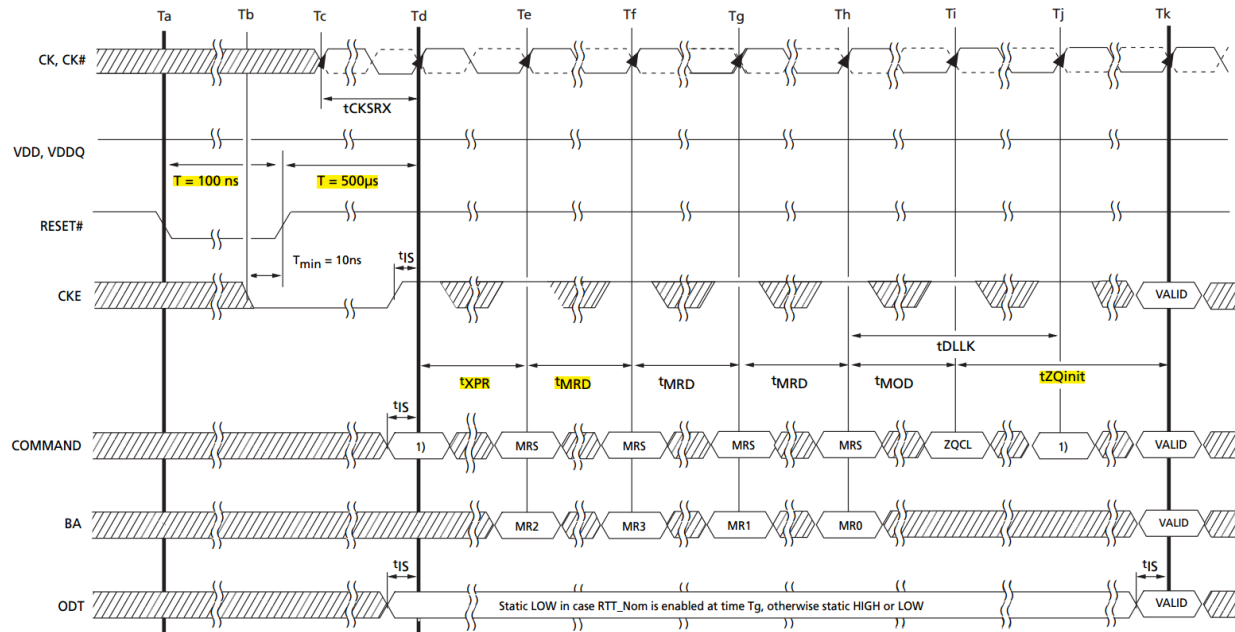 Ta Tb Tc Td Te Tf Tg Th Ti Tj Tk
CK, CK#
tCKSRX
VDD, VDDQ
T = 100 ns T = 500µs
RESET#
Tmin = 10ns tIS
CKE VALID
tDLLK
tXPR tMRD tMRD tMRD tMOD tZQinit
tIS
COMMAND 1) MRS MRS MRS MRS ZQCL 1) VALID
BA MR2 MR3 MR1 MR0 VALID
tIS tIS
ODT Static LOW in case RTT_Nom is enabled at time Tg, otherwise static HIGH or LOW VALID